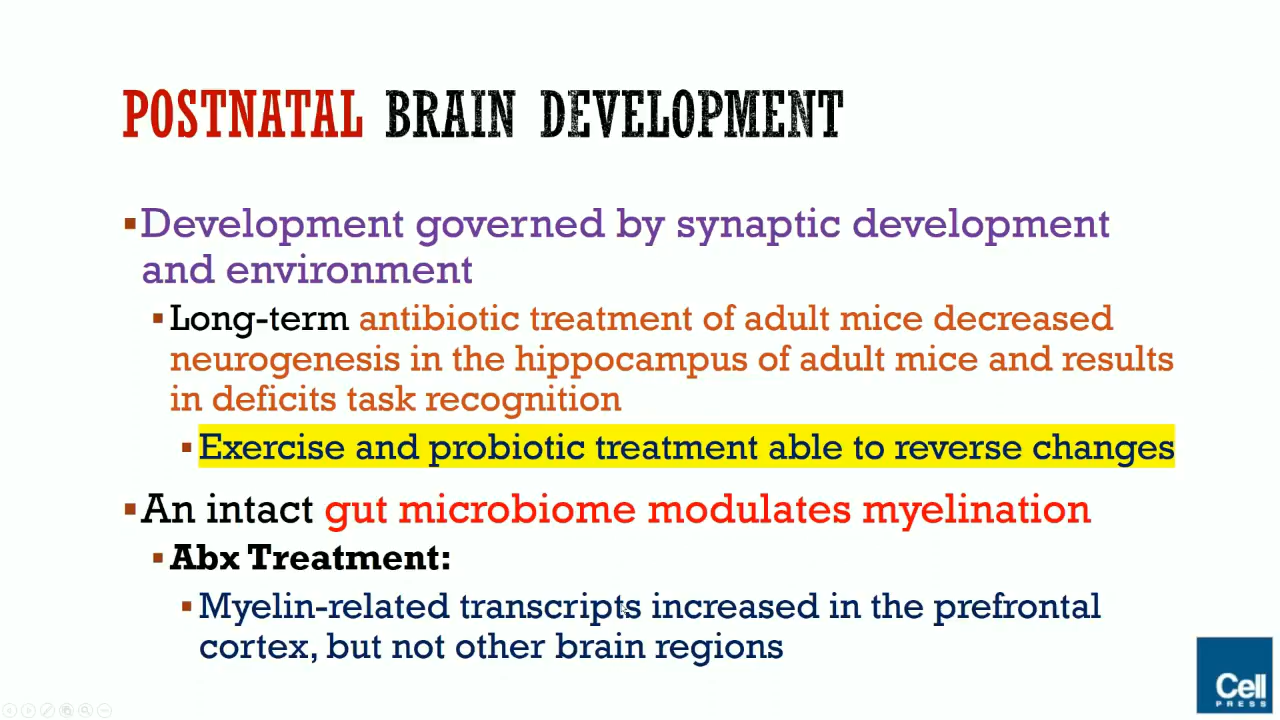 POSTNATAL BRAIN DEVELOPMENT
▪Development governed by synaptic development
and environment
▪Long-term antibiotic treatment of adult mice decreased
neurogenesis in the hippocampus of adult mice and results
in deficits task recognition
▪Exercise and probiotic treatment able to reverse changes
▪An intact gut microbiome modulates myelination
▪Abx Treatment:
▪Myelin-related transcripts increased in the prefrontal
cortex, but not other brain regions
Cell
PRESS